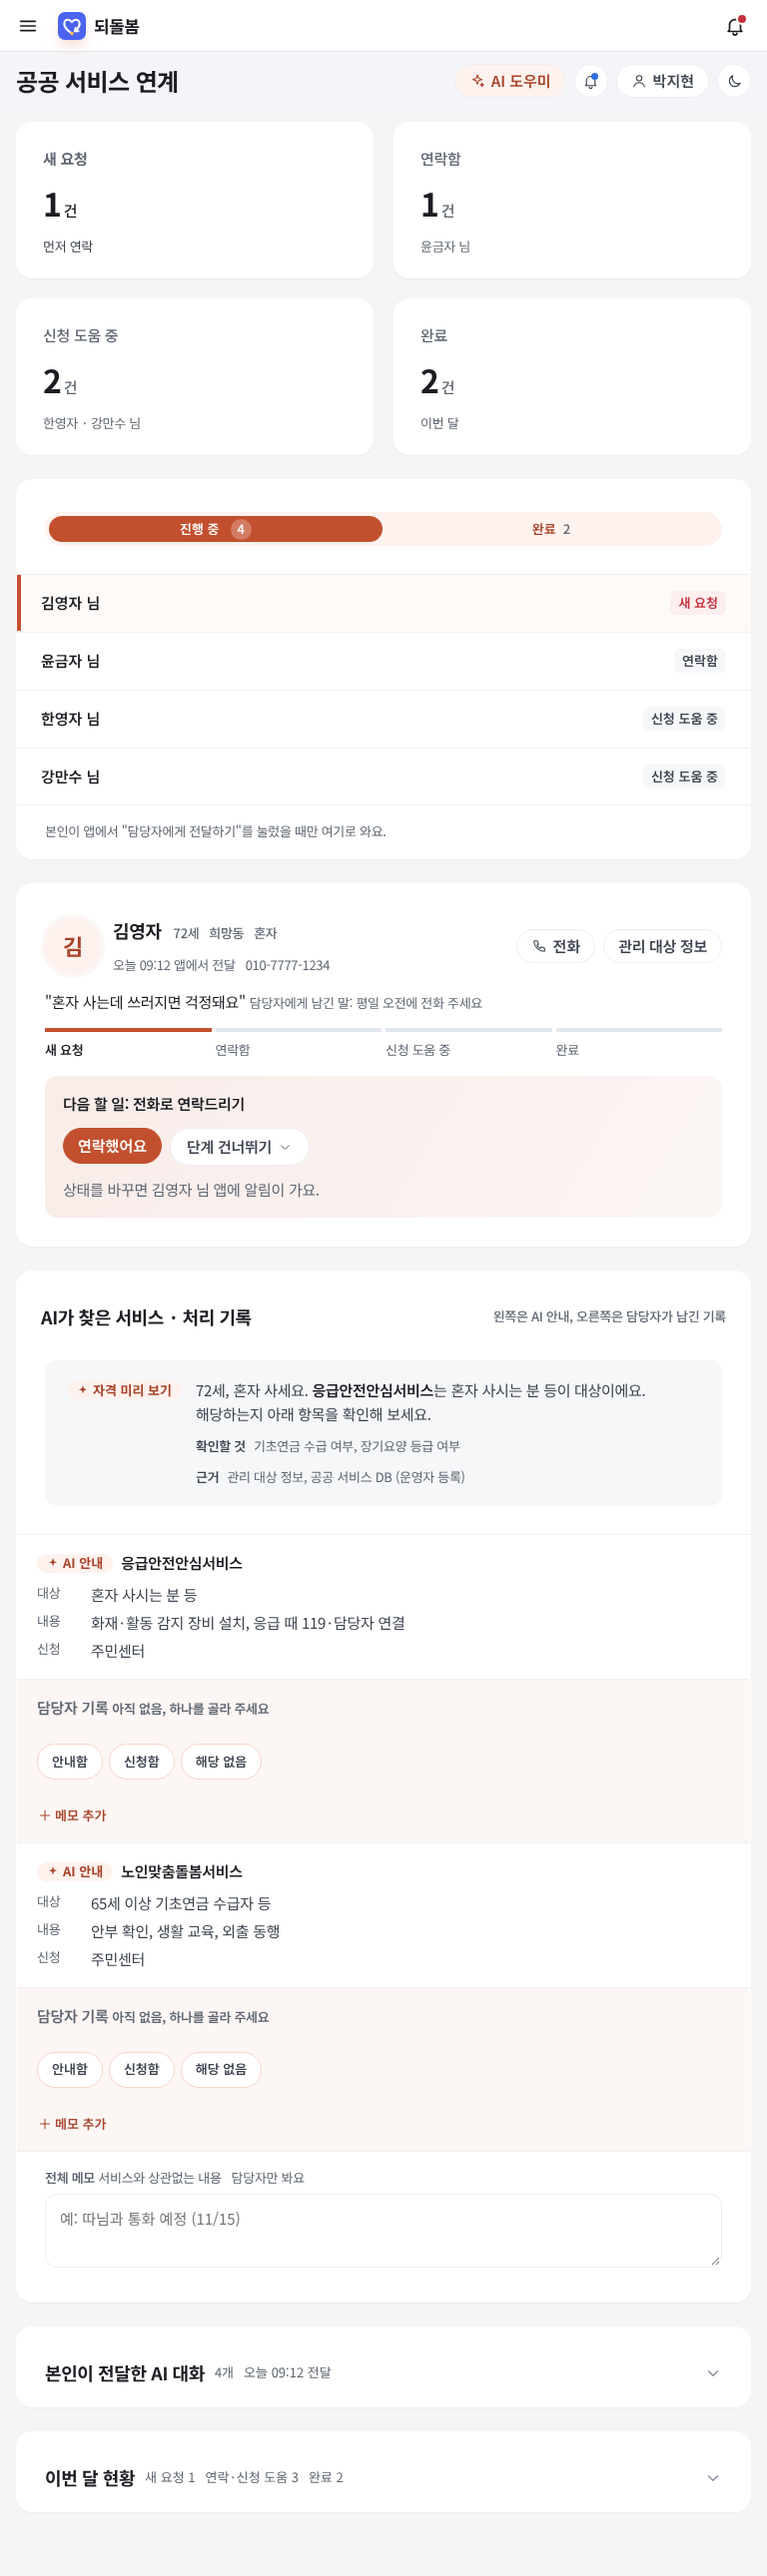 되돌봄
공공 서비스 연계
AI 도우미
박지현
새 요청
1 건
먼저 연락
연락함
1 건
윤금자 님
신청 도움 중
2 건
한영자 · 강만수 님
완료
2 건
이번 달
진행 중 4
완료 2
김영자 님 새 요청
윤금자 님 연락함
한영자 님 신청 도움 중
강만수 님 신청 도움 중
본인이 앱에서 "담당자에게 전달하기"를 눌렀을 때만 여기로 와요.
김
김영자 72세 희망동 혼자
오늘 09:12 앱에서 전달 010-7777-1234
전화
관리 대상 정보
"혼자 사는데 쓰러지면 걱정돼요" 담당자에게 남긴 말: 평일 오전에 전화 주세요
새 요청 연락함 신청 도움 중 완료
다음 할 일: 전화로 연락드리기
연락했어요 단계 건너뛰기
상태를 바꾸면 김영자 님 앱에 알림이 가요.
AI가 찾은 서비스 · 처리 기록
왼쪽은 AI 안내, 오른쪽은 담당자가 남긴 기록
자격 미리 보기
72세, 혼자 사세요. 응급안전안심서비스는 혼자 사시는 분 등이 대상이에요.
해당하는지 아래 항목을 확인해 보세요.
확인할 것 기초연금 수급 여부, 장기요양 등급 여부
근거 관리 대상 정보, 공공 서비스 DB (운영자 등록)
AI 안내 응급안전안심서비스
대상 혼자 사시는 분 등
내용 화재·활동 감지 장비 설치, 응급 때 119·담당자 연결
신청 주민센터
담당자 기록 아직 없음, 하나를 골라 주세요
안내함 신청함 해당 없음
메모 추가
AI 안내 노인맞춤돌봄서비스
대상 65세 이상 기초연금 수급자 등
내용 안부 확인, 생활 교육, 외출 동행
신청 주민센터
담당자 기록 아직 없음, 하나를 골라 주세요
안내함 신청함 해당 없음
메모 추가
전체 메모 서비스와 상관없는 내용 담당자만 봐요
예: 따님과 통화 예정 (11/15)
본인이 전달한 AI 대화 4개 오늘 09:12 전달
이번 달 현황 새 요청 1 연락·신청 도움 3 완료 2